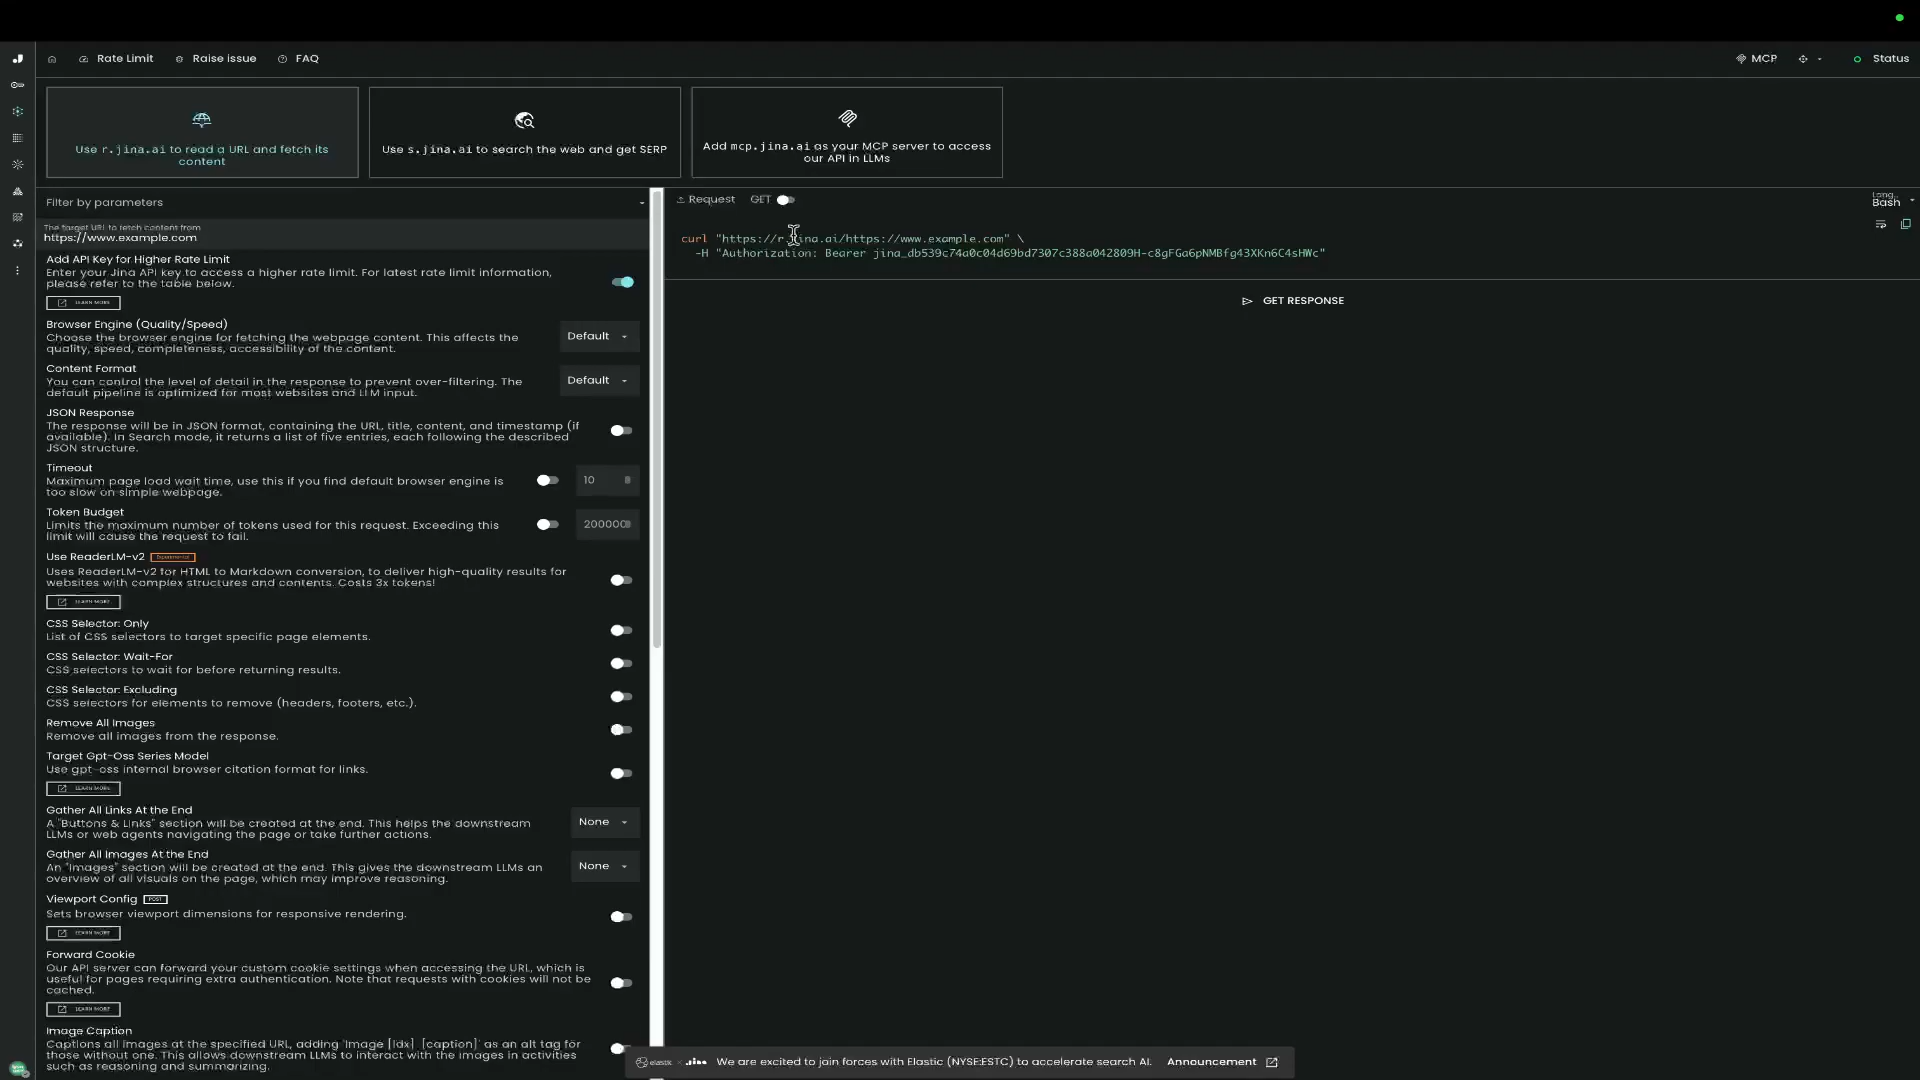 Rate Limit
Raise issue
FAQ
MCP
Status
Use r.jina.ai to read a URL and fetch its
content
Use s.jina.ai to search the web and get SERP
Add mcp.jina.ai as your MCP server to access
our API in LLMs
Filter by parameters
The target URL to fetch content from
https://www.example.com
Add API Key for Higher Rate Limit
Enter your Jina API key to access a higher rate limit. For latest rate limit information,
please refer to the table below.
LEARN MORE
Browser Engine (Quality/Speed)
Choose the browser engine for fetching the webpage content. This affects the
quality, speed, completeness, accessibility of the content.
Default
Content Format
You can control the level of detail in the response to prevent over-filtering. The
default pipeline is optimized for most websites and LLM input.
Default
JSON Response
The response will be in JSON format, containing the URL, title, content, and timestamp (if
available). In Search mode, it returns a list of five entries, each following the described
JSON structure.
Timeout
Maximum page load wait time, use this if you find default browser engine is
too slow on simple webpage.
10
Token Budget
Limits the maximum number of tokens used for this request. Exceeding this
limit will cause the request to fail.
200000
Use ReaderLM-v2 Experimental
Uses ReaderLM-v2 for HTML to Markdown conversion, to deliver high-quality results for
websites with complex structures and contents. Costs 3x tokens!
LEARN MORE
CSS Selector: Only
List of CSS selectors to target specific page elements.
CSS Selector: Wait-For
CSS selectors to wait for before returning results.
CSS Selector: Excluding
CSS selectors for elements to remove (headers, footers, etc.).
Remove All Images
Remove all images from the response.
Target Gpt-Oss Series Model
Use gpt-oss internal browser citation format for links.
LEARN MORE
Gather All Links At the End
A "Buttons & Links" section will be created at the end. This helps the downstream
LLMs or web agents navigating the page or take further actions.
None
Gather All Images At the End
An "Images" section will be created at the end. This gives the downstream LLMs an
overview of all visuals on the page, which may improve reasoning.
None
Viewport Config POST
Sets browser viewport dimensions for responsive rendering.
LEARN MORE
Forward Cookie
Our API server can forward your custom cookie settings when accessing the URL, which is
useful for pages requiring extra authentication. Note that requests with cookies will not be
cached.
LEARN MORE
Image Caption
Captions all images at the specified URL, adding 'Image [idx]: [caption]' as an alt tag for
those without one. This allows downstream LLMs to interact with the images in activities
such as reasoning and summarizing.
Request GET
Lang...
Bash
curl "https://r.jina.ai/https://www.example.com" \
-H "Authorization: Bearer jina_db539c74a0c04d69bd7307c388a042809H-c8gFGa6pNMBfg43XKn6C4sHWc"
GET RESPONSE
elastic × Jina We are excited to join forces with Elastic (NYSE:ESTC) to accelerate search AI. Announcement